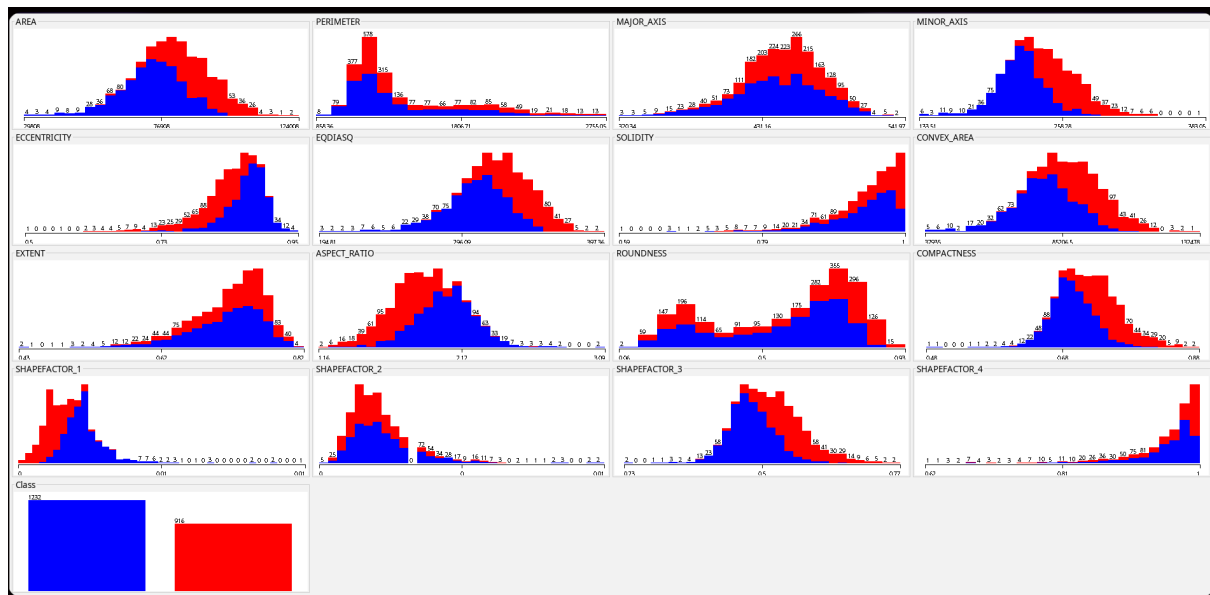 AREA
4 3 4 9 8 9 28 36 68 80 53 36 26 4 3 1 2
29808 76908 124008
PERIMETER
8 79 377 578 315 136 77 77 66 77 82 85 58 49 19 21 18 13 13
858.36 1806.71 2755.05
MAJOR_AXIS
2 3 5 9 15 23 28 40 51 73 111 182 203 224 223 266 215 163 128 95 50 27 4 5 2
320.34 431.16 541.97
MINOR_AXIS
6 3 11 9 10 21 36 75 49 37 23 12 7 6 6 0 0 0 0 1
133.51 258.28 383.05
ECCENTRICITY
1 0 0 0 1 0 0 2 3 4 4 5 7 9 4 13 23 25 29 52 63 88 34 12 4
0.5 0.73 0.95
EQDIASQ
3 2 2 3 7 6 5 6 22 29 38 70 75 80 41 27 5 2 2
194.81 296.09 397.36
SOLIDITY
1 0 0 0 0 3 1 1 2 5 3 5 8 7 9 14 20 21 34 71 61 89
0.59 0.79 1
CONVEX_AREA
5 6 10 2 17 20 32 62 73 97 43 41 26 12 3 0 3 2 1
85206.5 132478
EXTENT
2 1 0 1 1 3 2 4 5 12 12 22 24 44 44 75 83 40 4
0.45 0.62 0.82
ASPECT_RATIO
2 6 16 18 39 61 95 94 63 33 19 7 3 3 4 2 0 0 0 2
1.14 2.12 3.09
ROUNDNESS
2 59 147 196 114 65 91 95 130 175 282 355 296 126 15
0.06 0.5 0.93
COMPACTNESS
1 1 0 0 0 1 1 2 4 4 12 22 48 88 70 44 34 29 20 5 9 2 2
0.48 0.68 0.88
SHAPEFACTOR_1
7 7 6 2 2 3 1 0 1 0 2 0 0 0 0 0 2 0 0 2 0 0 0 1
0 0.01 0.01
SHAPEFACTOR_2
5 25 0 72 54 34 28 17 9 16 11 7 3 0 2 1 1 1 2 3 0 0 2 2
0 0 0.01
SHAPEFACTOR_3
2 0 0 1 1 3 2 4 13 23 58 58 41 30 29 14 9 6 5 2 2
0.23 0.5 0.77
SHAPEFACTOR_4
1 1 2 3 2 7 4 3 2 3 4 7 10 5 11 10 20 26 36 30 50 75 81
0.62 0.81 1
Class
1232
916